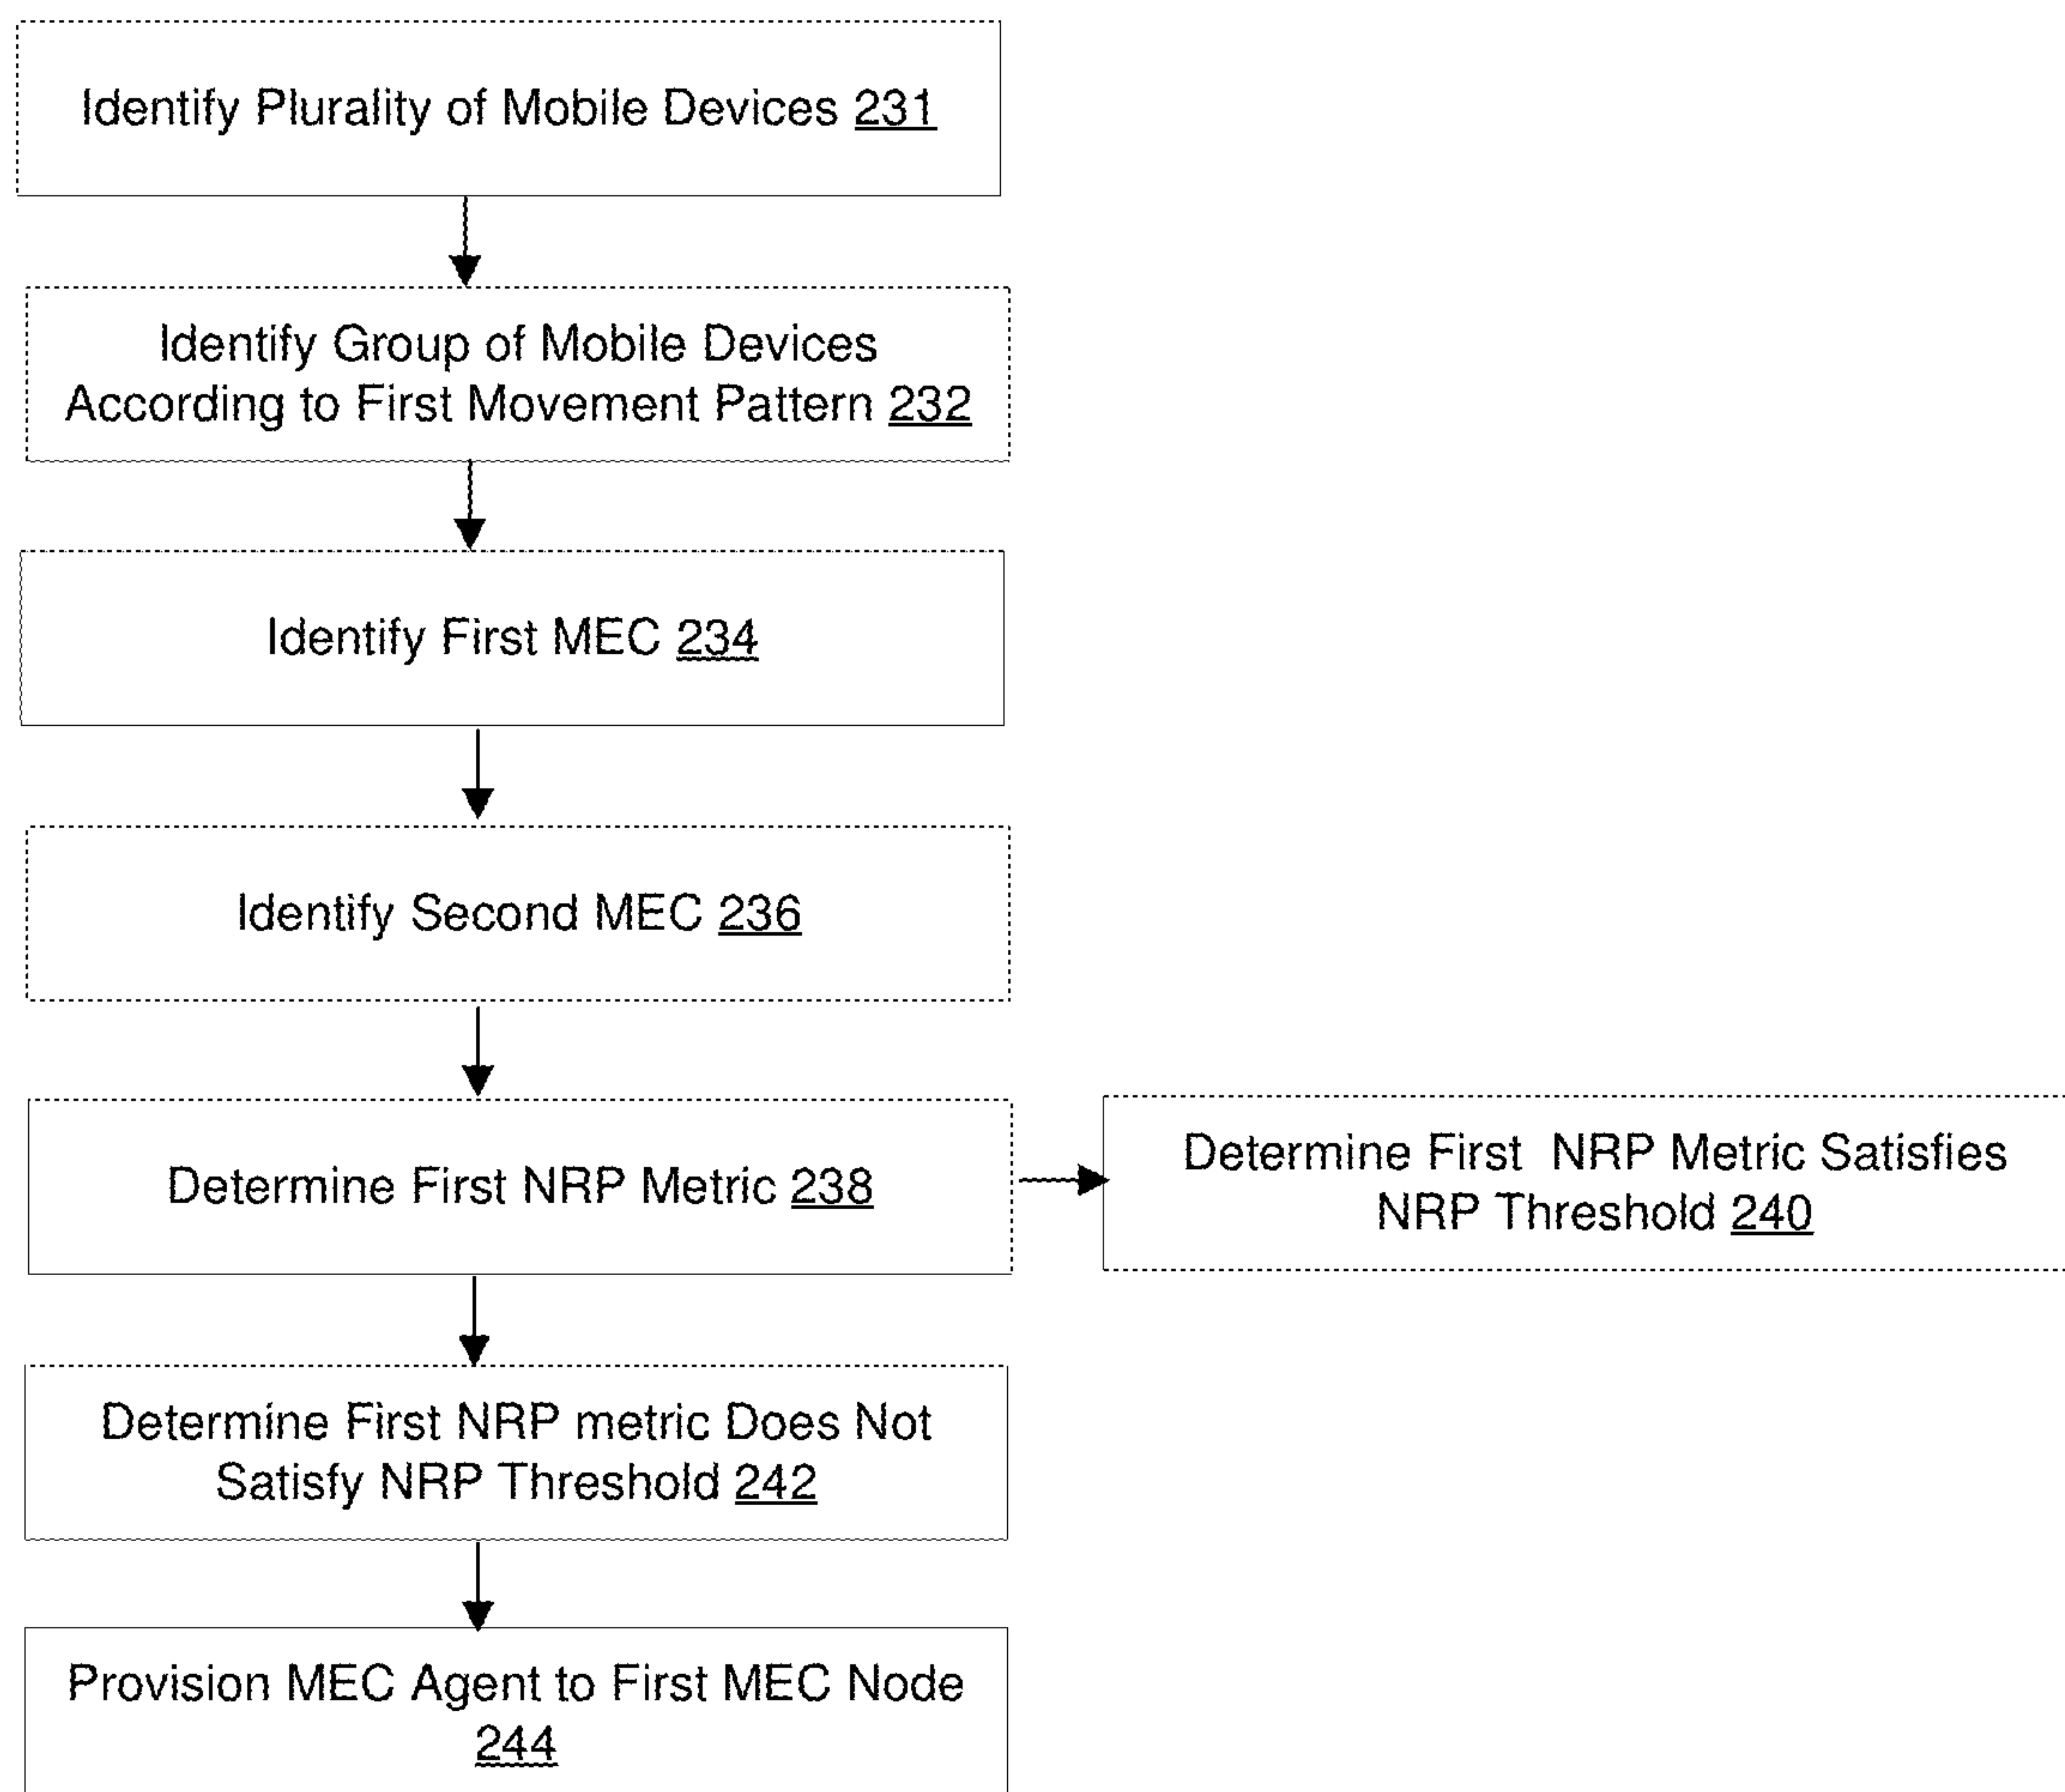 Identify Plurality of Mobile Devices 231
Identify Group of Mobile Devices
According to First Movement Pattern 232
Identify First MEC 234
Identify Second MEC 236
Determine First NRP Metric 238
Determine First NRP Metric Satisfies
NRP Threshold 240
Determine First NRP metric Does Not
Satisfy NRP Threshold 242
Provision MEC Agent to First MEC Node
244